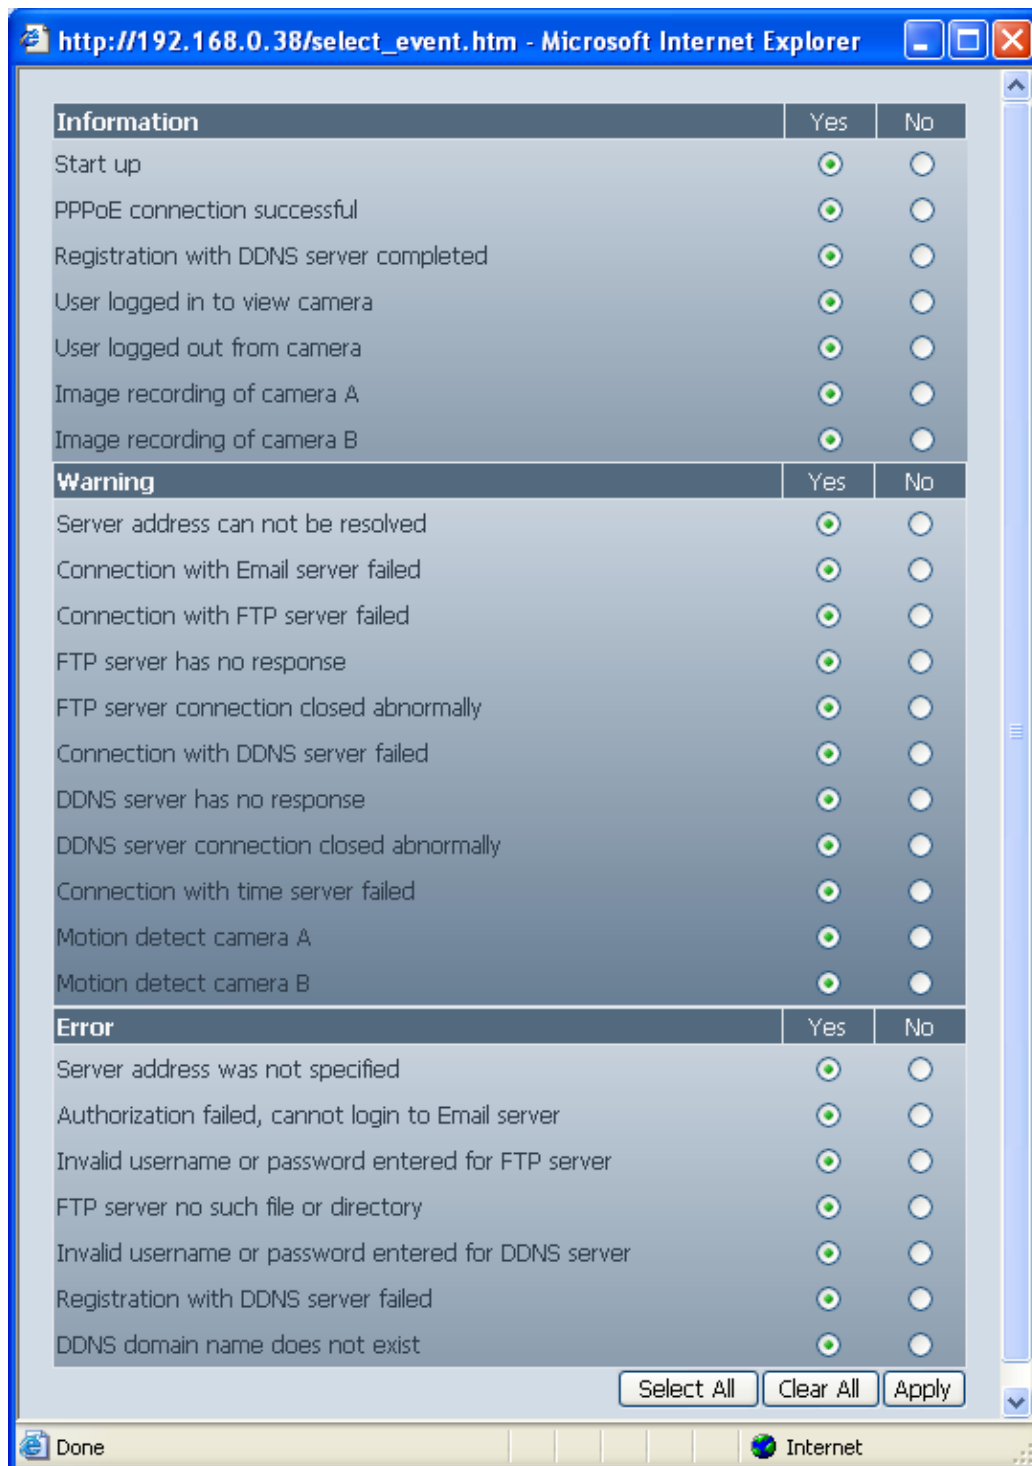 http://192.168.0.38/select_event.htm - Microsoft Internet Explorer
Information Yes No
Start up
PPPoE connection successful
Registration with DDNS server completed
User logged in to view camera
User logged out from camera
Image recording of camera A
Image recording of camera B
Warning Yes No
Server address can not be resolved
Connection with Email server failed
Connection with FTP server failed
FTP server has no response
FTP server connection closed abnormally
Connection with DDNS server failed
DDNS server has no response
DDNS server connection closed abnormally
Connection with time server failed
Motion detect camera A
Motion detect camera B
Error Yes No
Server address was not specified
Authorization failed, cannot login to Email server
Invalid username or password entered for FTP server
FTP server no such file or directory
Invalid username or password entered for DDNS server
Registration with DDNS server failed
DDNS domain name does not exist
Select All Clear All Apply
Done Internet